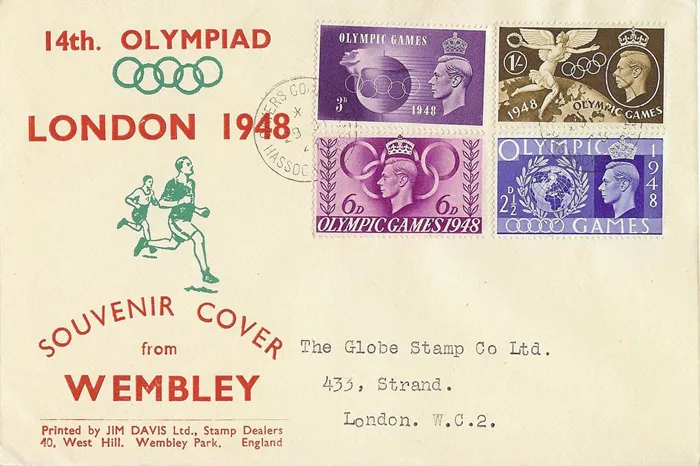 14th. OLYMPIAD
LONDON 1948
SOUVENIR COVER
from
WEMBLEY
Printed by JIM DAVIS Ltd., Stamp Dealers
40, West Hill. Wembley Park. England
OLYMPIC GAMES
3D
1948
1/-
1948
OLYMPIC GAMES
6D
6D
OLYMPIC GAMES 1948
OLYMPIC
1948
2½D
GAMES
HASSOC
The Globe Stamp Co Ltd.
433, Strand.
London. W.C.2.